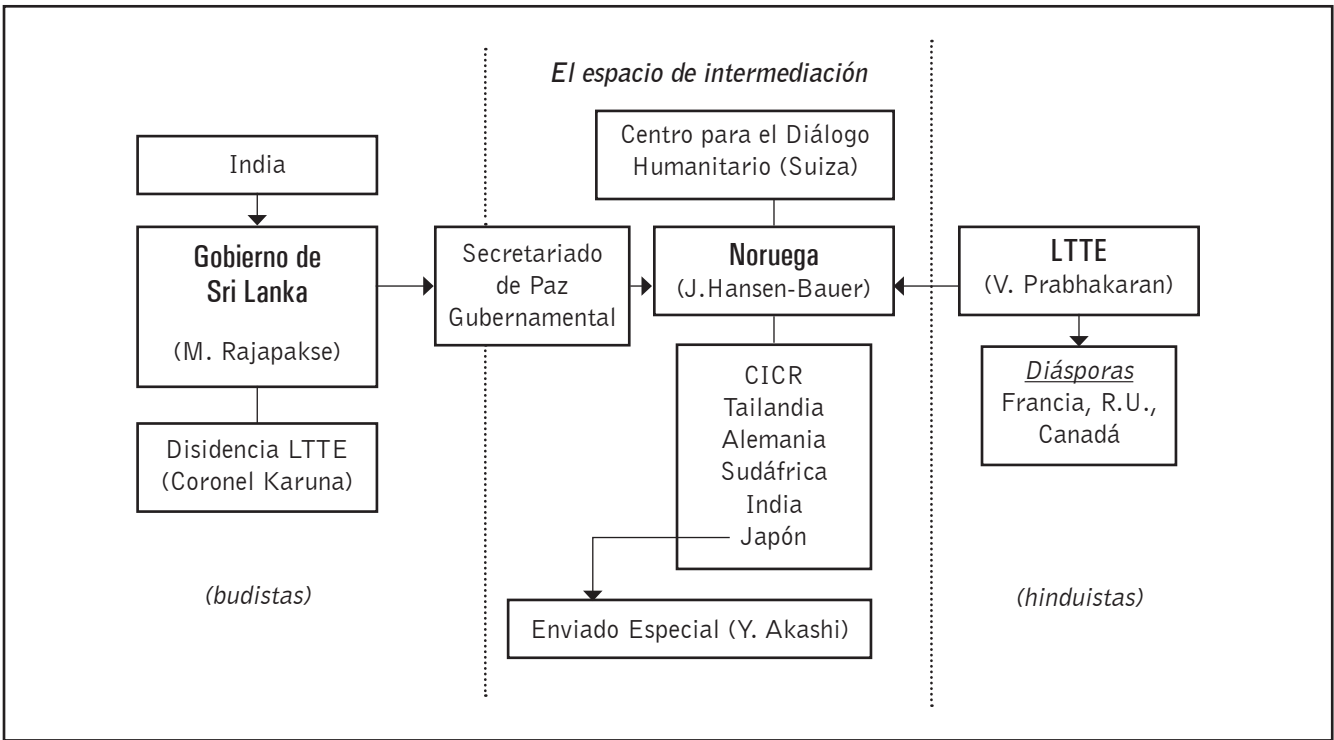 El espacio de intermediación
India
Gobierno de
Sri Lanka
(M. Rajapakse)
Disidencia LTTE
(Coronel Karuna)
(budistas)
Centro para el Diálogo
Humanitario (Suiza)
Secretariado
de Paz
Gubernamental
Noruega
(J.Hansen-Bauer)
CICR
Tailandia
Alemania
Sudáfrica
India
Japón
Enviado Especial (Y. Akashi)
LTTE
(V. Prabhakaran)
Diásporas
Francia, R.U.,
Canadá
(hinduistas)